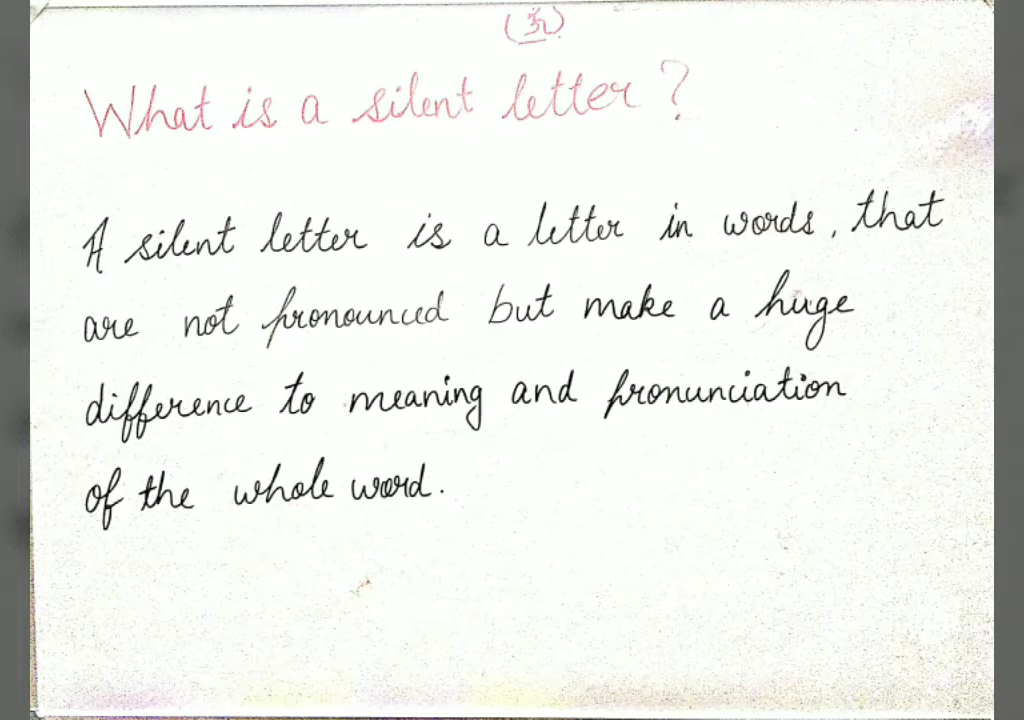 (ॐ)
What is a silent letter?
A silent letter is a letter in words, that
are not pronounced but make a huge
difference to meaning and pronunciation
of the whole word.